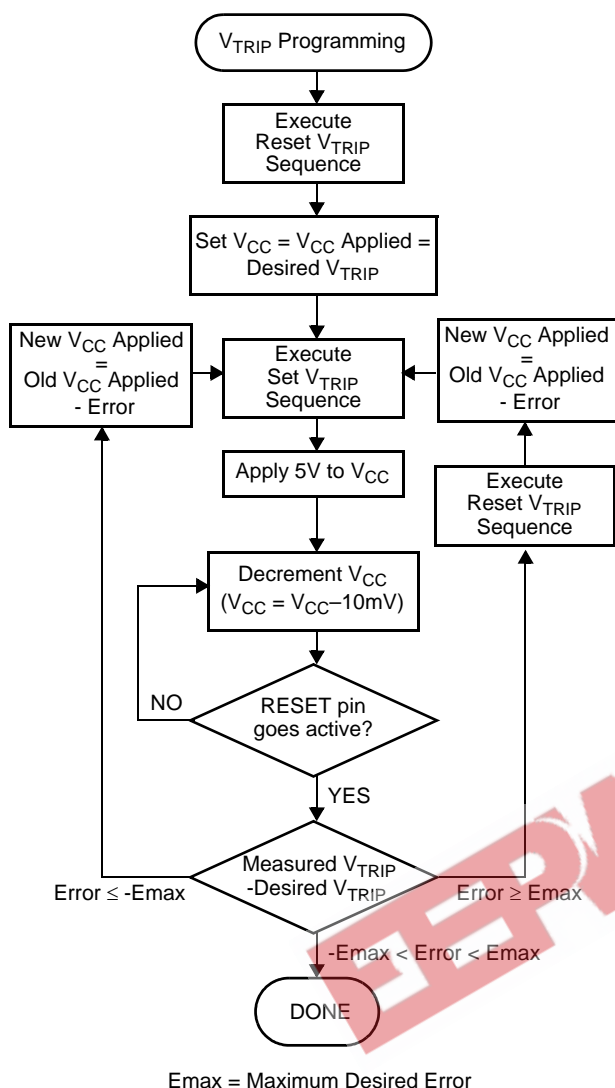 VTRIP Programming
Execute
Reset VTRIP
Sequence
Set VCC = VCC Applied =
Desired VTRIP
New VCC Applied
=
Old VCC Applied
- Error
Execute
Set VTRIP
Sequence
New VCC Applied
=
Old VCC Applied
- Error
Apply 5V to VCC
Execute
Reset VTRIP
Sequence
Decrement VCC
(VCC = VCC–10mV)
NO
RESET pin
goes active?
YES
Measured VTRIP
-Desired VTRIP
Error ≤ -Emax
Error ≥ Emax
-Emax < Error < Emax
DONE
Emax = Maximum Desired Error